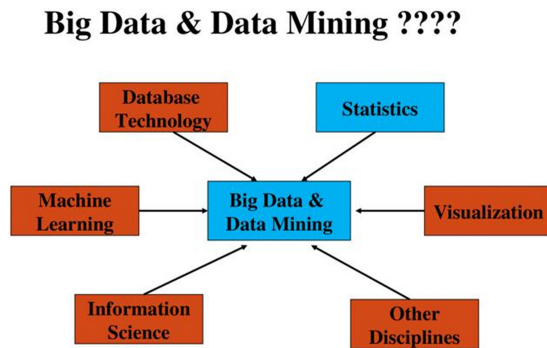 Big Data & Data Mining ????
Database
Technology
Statistics
Machine
Learning
Big Data &
Data Mining
Visualization
Information
Science
Other
Disciplines